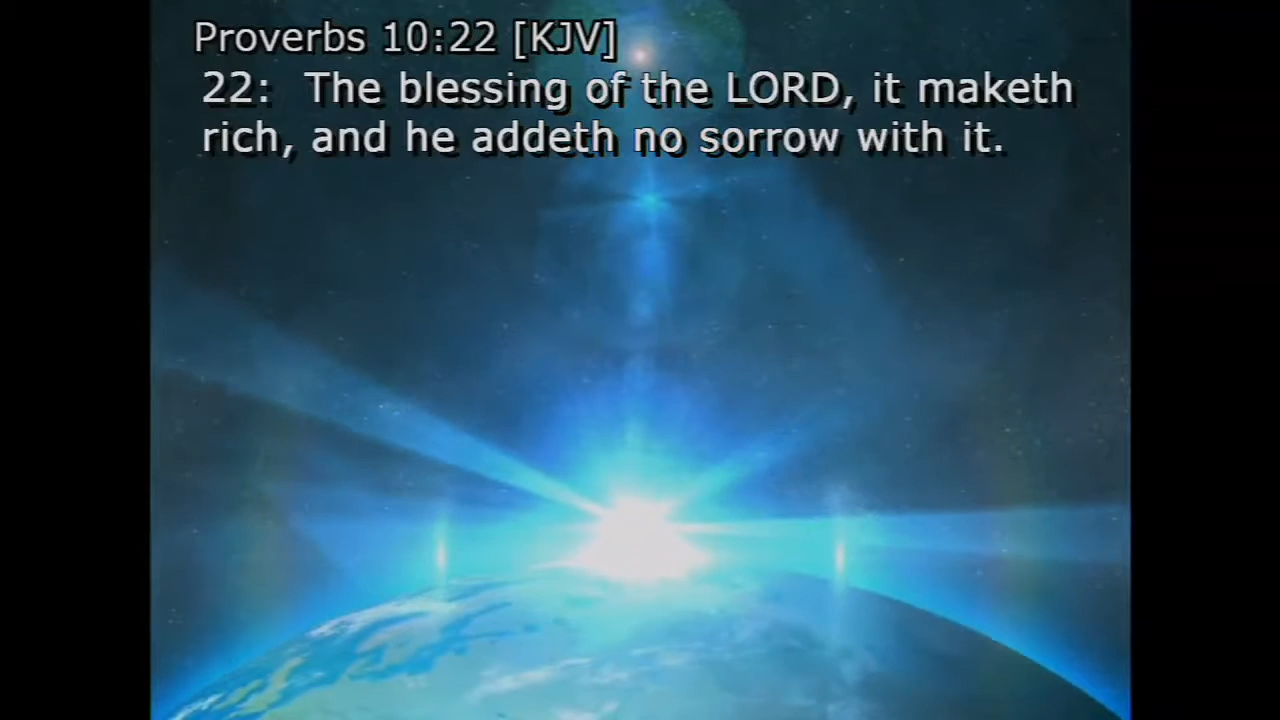 Proverbs 10:22 [KJV]
22: The blessing of the LORD, it maketh
rich, and he addeth no sorrow with it.